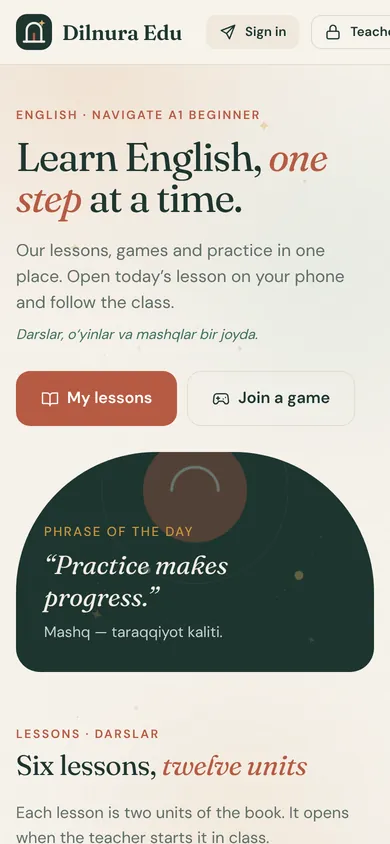 Dilnura Edu
Sign in
ENGLISH · NAVIGATE A1 BEGINNER
Learn English, one
step at a time.
Our lessons, games and practice in one
place. Open today’s lesson on your phone
and follow the class.
Darslar, o‘yinlar va mashqlar bir joyda.
My lessons
Join a game
PHRASE OF THE DAY
“Practice makes
progress.”
Mashq — taraqqiyot kaliti.
LESSONS · DARSLAR
Six lessons, twelve units
Each lesson is two units of the book. It opens
when the teacher starts it in class.